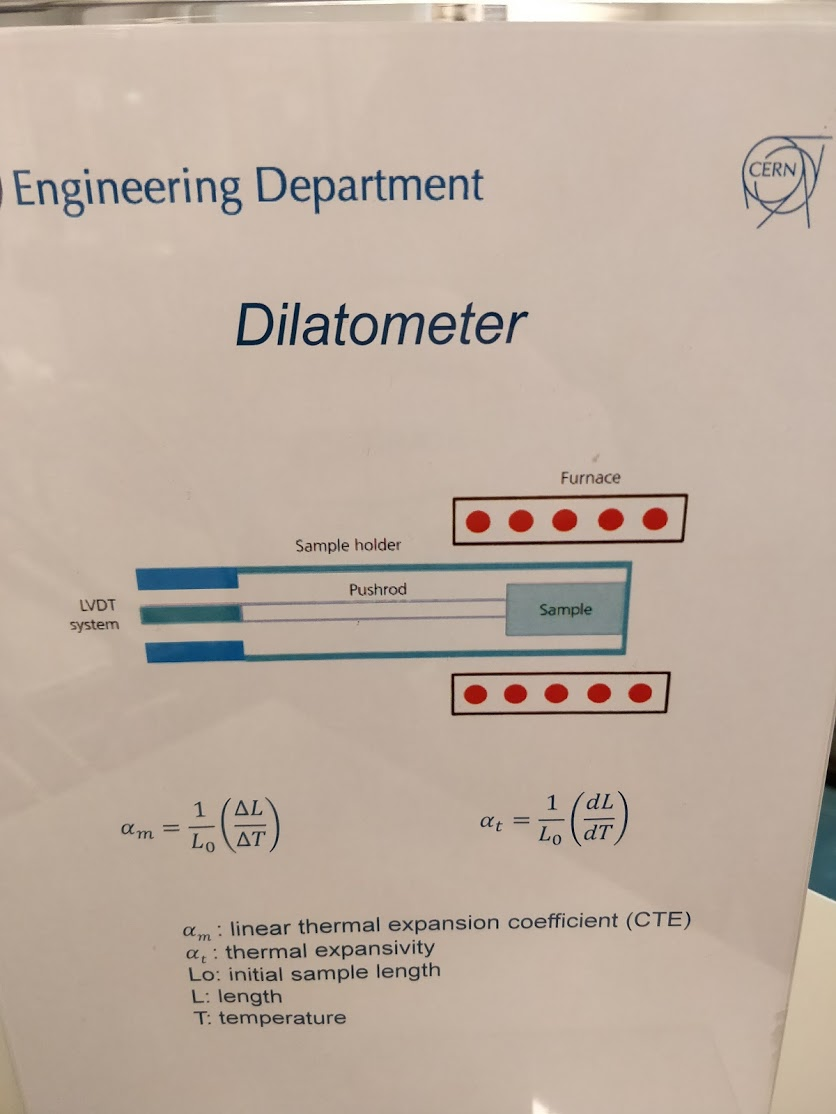 Engineering Department
CERN
Dilatometer
Furnace
Sample holder
Pushrod
LVDT
system
Sample
αm = 1/L₀ (ΔL/ΔT)
αt = 1/L₀ (dL/dT)
αm : linear thermal expansion coefficient (CTE)
αt : thermal expansivity
Lo: initial sample length
L: length
T: temperature